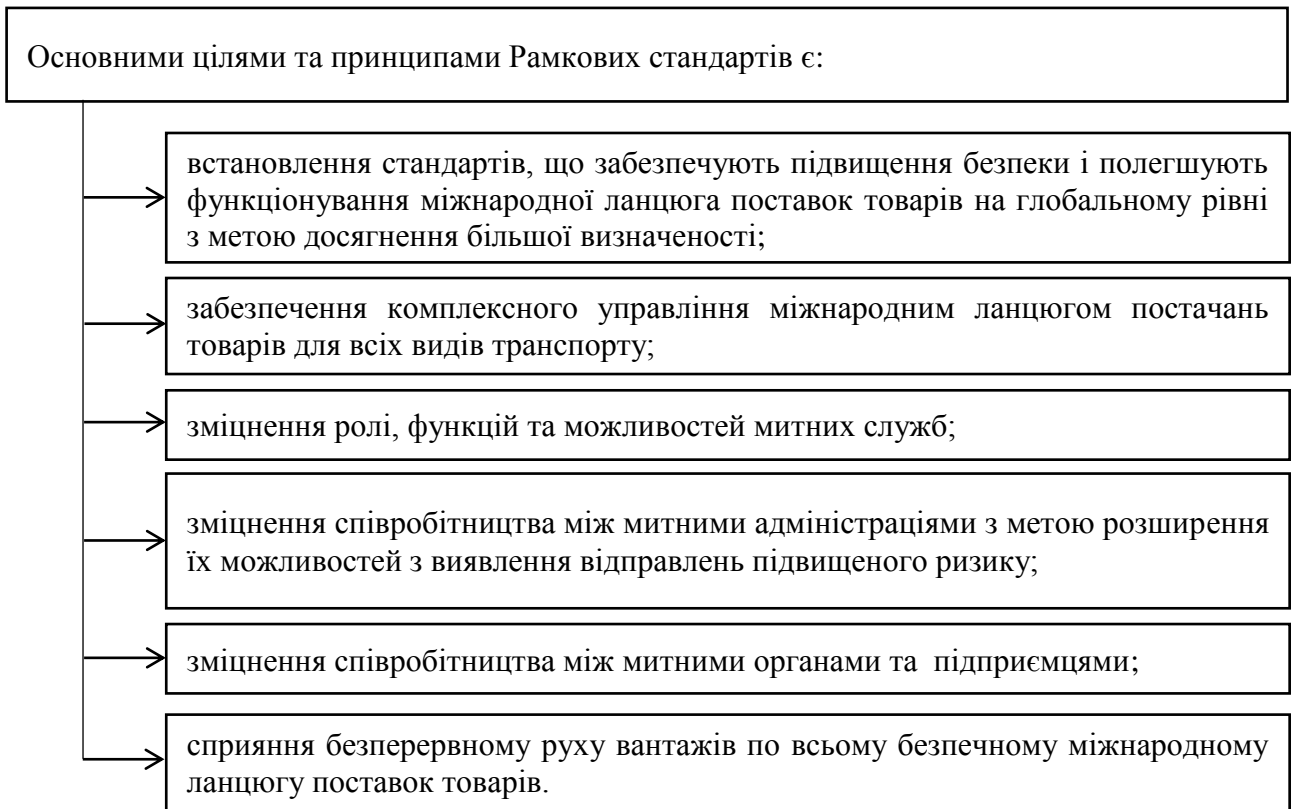 Основними цілями та принципами Рамкових стандартів є:
встановлення стандартів, що забезпечують підвищення безпеки і полегшують
функціонування міжнародної ланцюга поставок товарів на глобальному рівні
з метою досягнення більшої визначеності;
забезпечення комплексного управління міжнародним ланцюгом постачань
товарів для всіх видів транспорту;
зміцнення ролі, функцій та можливостей митних служб;
зміцнення співробітництва між митними адміністраціями з метою розширення
їх можливостей з виявлення відправлень підвищеного ризику;
зміцнення співробітництва між митними органами та підприємцями;
сприяння безперервному руху вантажів по всьому безпечному міжнародному
ланцюгу поставок товарів.